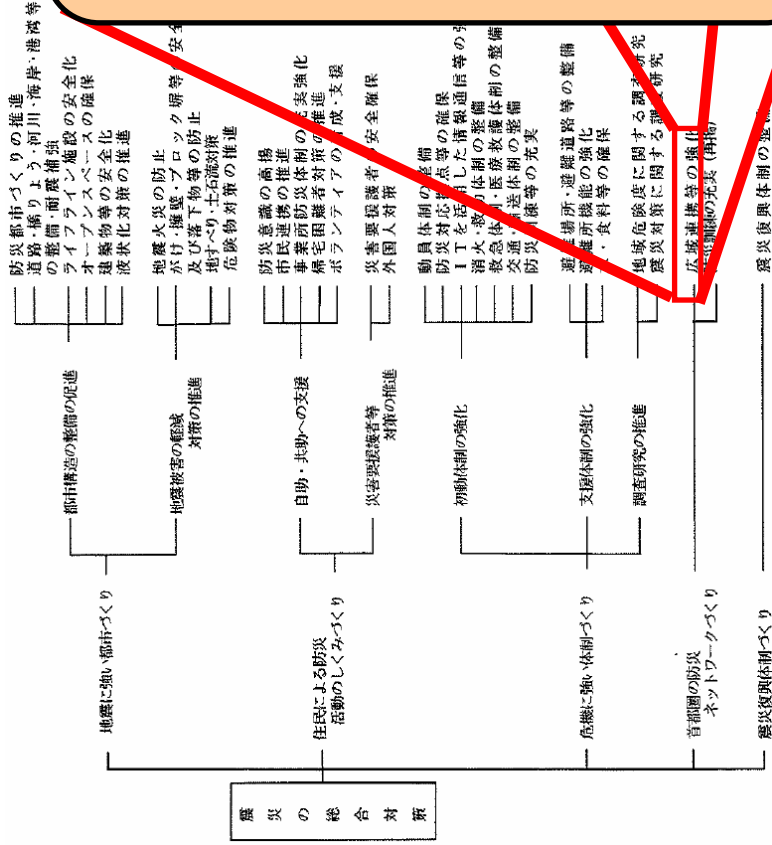 震災の総合対策
地震に強い都市づくり
都市構造の整備の促進
防災都市づくりの推進
道路・橋りょう・河川・海岸・港湾等
の整備・耐震補強
ライフライン施設の安全化
オープンスペースの確保
建築物等の安全化
液状化対策の推進
地震被害の軽減
対策の推進
地震火災の防止
がけ・擁壁・ブロック塀等 安全
及び落下物等の防止
地すべり・土石流対策
危険物対策の推進
住民による防災
活動のしくみづくり
自助・共助への支援
防災意識の高揚
市民連携の推進
事業所防災体制の 実強化
帰宅困難者対策の推進
ボランティアの 成・支援
災害要援護者等
対策の推進
災害要援護者 安全確保
外国人対策
危機に強い体制づくり
初動体制の強化
動員体制の整備
防災対応 点等の確保
ITを活用した情報通信等の
消火・救助体制の整備
救急体制・医療救護体制の整備
交通 送体制の整備
防災 練等の充実
支援体制の強化
避難場所・避難道路等の整備
避難所機能の強化
・食料等の確保
調査研究の推進
地域危険度に関する調査研究
震災対策に関する 研究
首都圏の防災
ネットワークづくり
広域連携等の強化
防災訓練の充実(再掲)
震災復興体制づくり
震災復興体制の整備